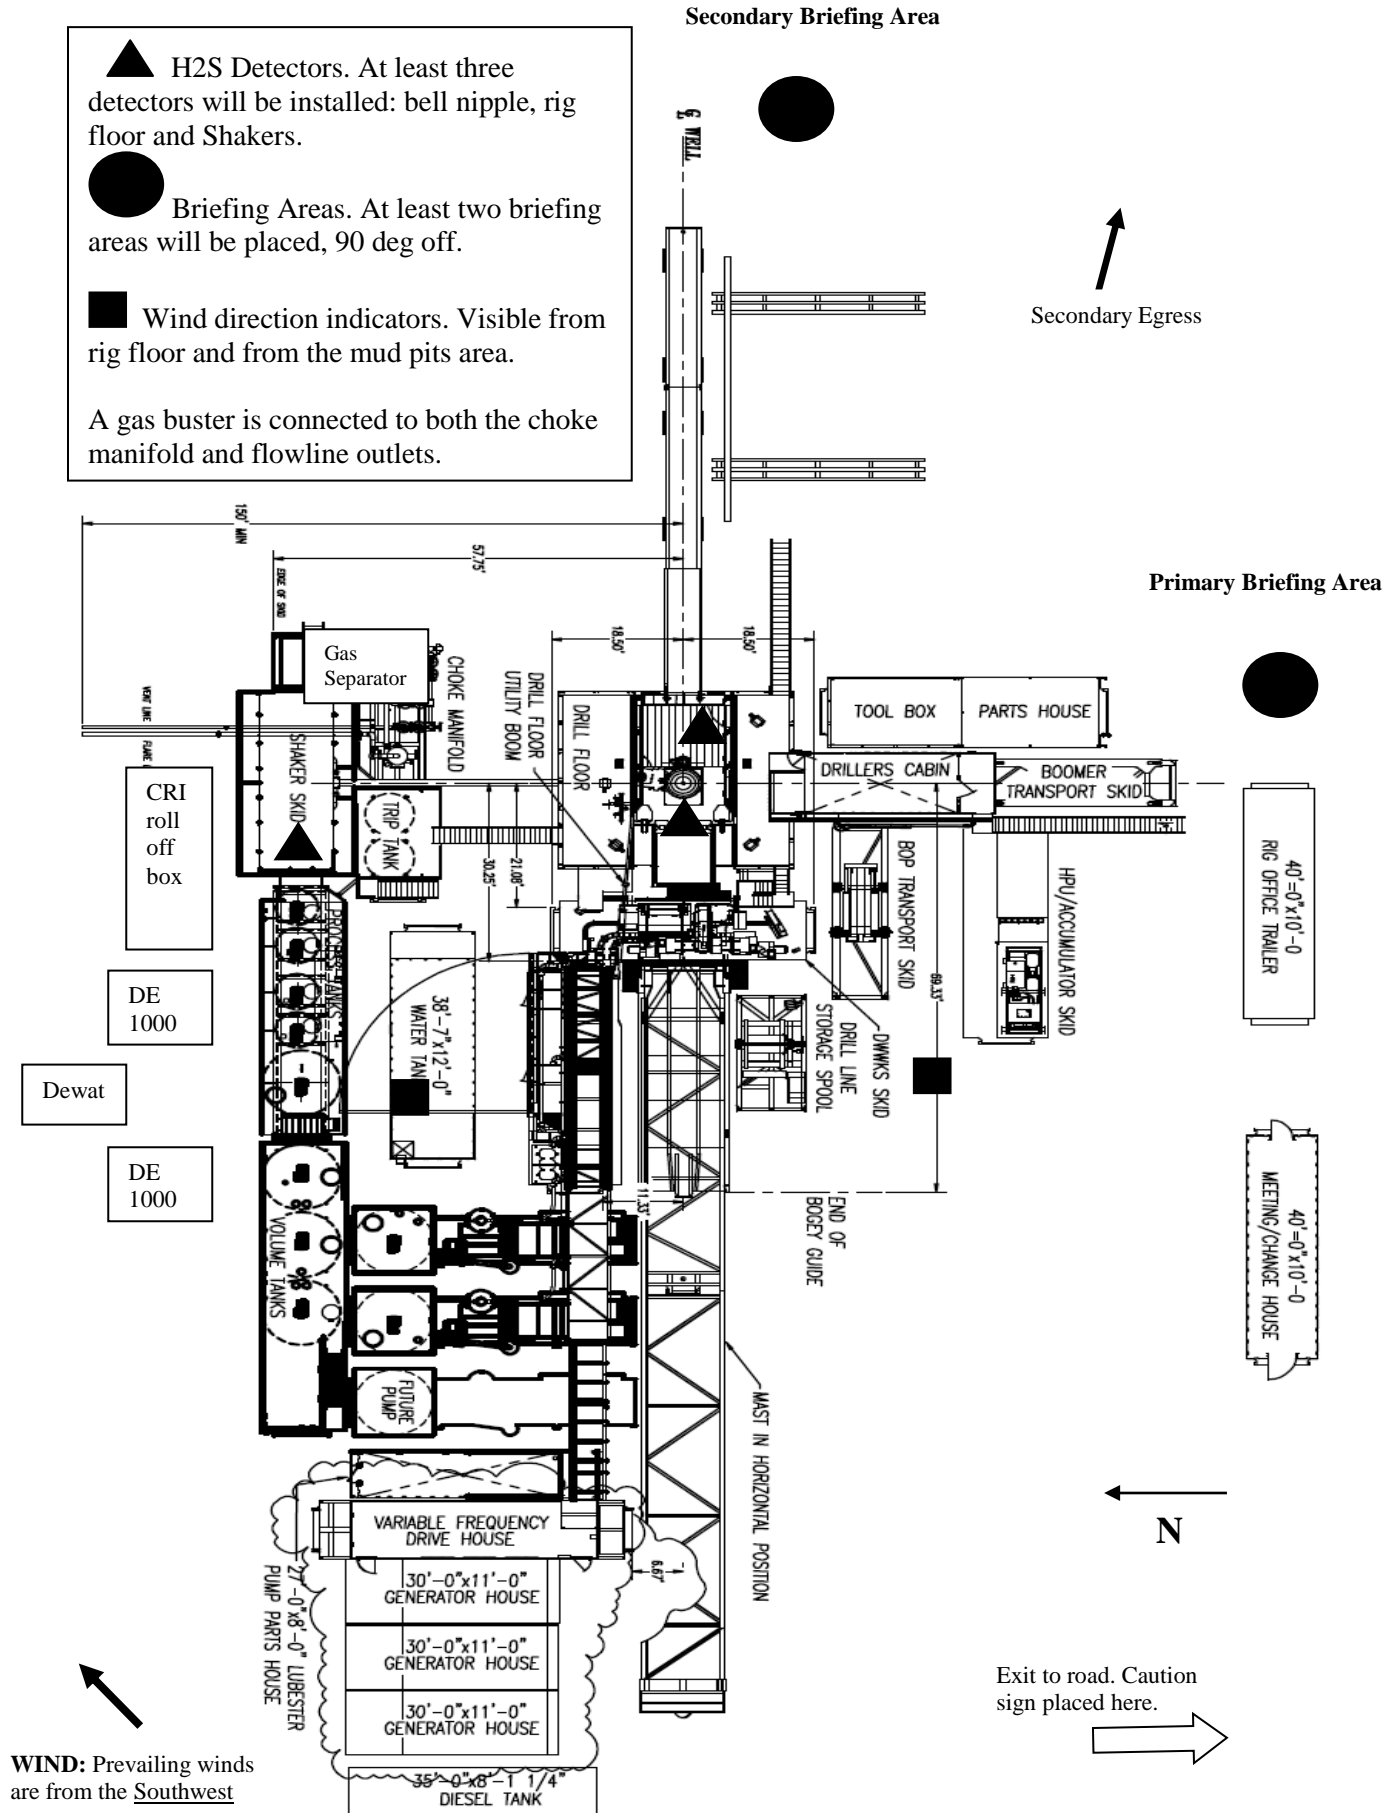 Secondary Briefing Area
H2S Detectors. At least three
detectors will be installed: bell nipple, rig
floor and Shakers.
Briefing Areas. At least two briefing
areas will be placed, 90 deg off.
Wind direction indicators. Visible from
rig floor and from the mud pits area.
A gas buster is connected to both the choke
manifold and flowline outlets.
WELL
Secondary Egress
150' MIN
57.75'
EDGE OF SKID
Primary Briefing Area
18.50'
18.50'
Gas
Separator
CHOKE MANIFOLD
DRILL FLOOR
UTILITY BOOM
DRILL FLOOR
VENT LINE
SHAKER SKID
TRIP TANK
TOOL BOX
PARTS HOUSE
DRILLERS CABIN
BOOMER
TRANSPORT SKID
CRI
roll
off
box
30.25'
21.08'
BOP TRANSPORT SKID
HPU/ACCUMULATOR SKID
40'=0"x10'-0
RIG OFFICE TRAILER
PROCESS TANKS
DE
1000
38'-7"x12'-0"
WATER TAN
69.33'
DWWKS SKID
DRILL LINE
STORAGE SPOOL
Dewat
DE
1000
VOLUME TANKS
11.33'
END OF
BOGEY GUIDE
40'=0"x10'-0
MEETING/CHANGE HOUSE
FUTURE
PUMP
MAST IN HORIZONTAL POSITION
N
VARIABLE FREQUENCY
DRIVE HOUSE
6.67'
27'-0"x8'-0" LUBESTER
PUMP PARTS HOUSE
30'-0"x11'-0"
GENERATOR HOUSE
30'-0"x11'-0"
GENERATOR HOUSE
30'-0"x11'-0"
GENERATOR HOUSE
Exit to road. Caution
sign placed here.
WIND: Prevailing winds
are from the Southwest
35'-0"x8'-1 1/4"
DIESEL TANK